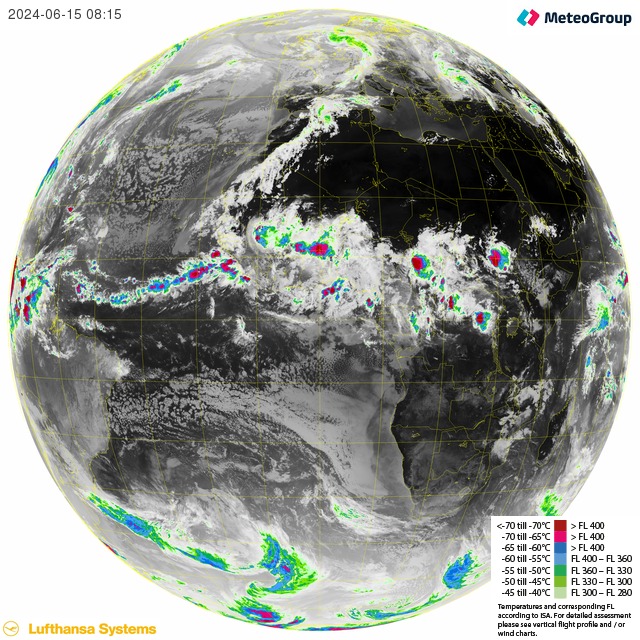 2024-06-15 08:15
MeteoGroup
<-70 till -70°C > FL 400
-70 till -65°C > FL 400
-65 till -60°C > FL 400
-60 till -55°C FL 400 – FL 360
-55 till -50°C FL 360 – FL 330
-50 till -45°C FL 330 – FL 300
-45 till -40°C FL 300 – FL 280
Temperatures and corresponding FL
according to ISA. For detailed assessment
please see vertical flight profile and / or
wind charts.
Lufthansa Systems